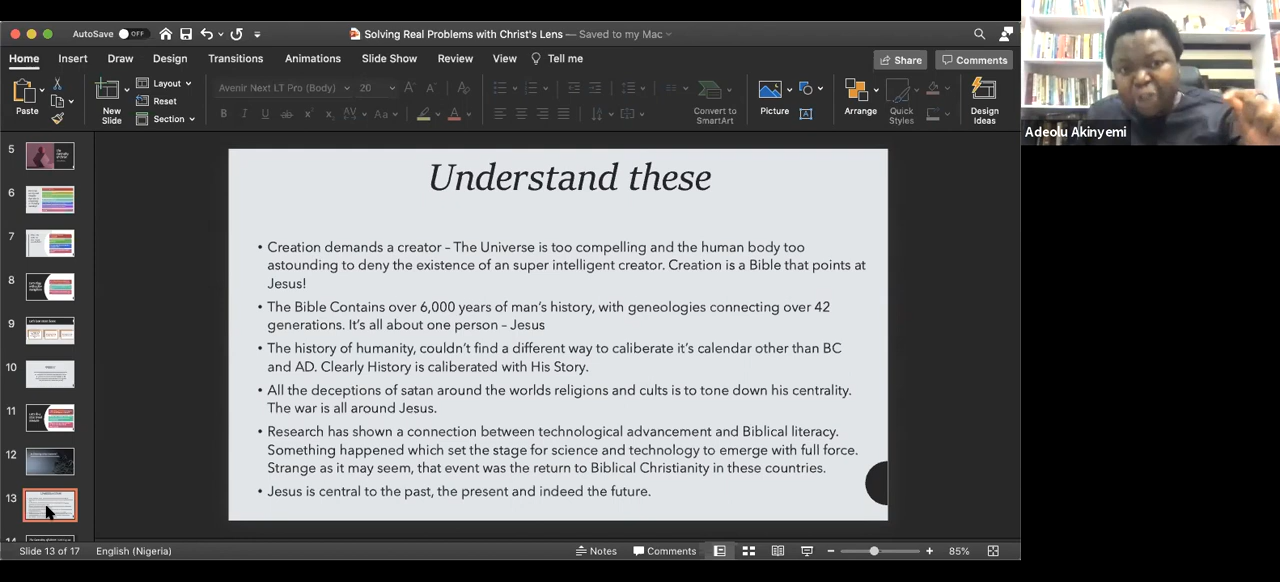 AutoSave OFF
Solving Real Problems with Christ's Lens — Saved to my Mac
Home Insert Draw Design Transitions Animations Slide Show Review View Tell me Share Comments
Paste New Slide Layout Reset Section Avenir Next LT Pro (Body) 20 Convert to SmartArt Picture Arrange Quick Styles Design Ideas
Adeolu Akinyemi
5
6
7
8
9
10
11
12
13
Understand these
• Creation demands a creator – The Universe is too compelling and the human body too
astounding to deny the existence of an super intelligent creator. Creation is a Bible that points at
Jesus!
• The Bible Contains over 6,000 years of man's history, with geneologies connecting over 42
generations. It's all about one person – Jesus
• The history of humanity, couldn't find a different way to caliberate it's calendar other than BC
and AD. Clearly History is caliberated with His Story.
• All the deceptions of satan around the worlds religions and cults is to tone down his centrality.
The war is all around Jesus.
• Research has shown a connection between technological advancement and Biblical literacy.
Something happened which set the stage for science and technology to emerge with full force.
Strange as it may seem, that event was the return to Biblical Christianity in these countries.
• Jesus is central to the past, the present and indeed the future.
Slide 13 of 17 English (Nigeria) Notes Comments 85%